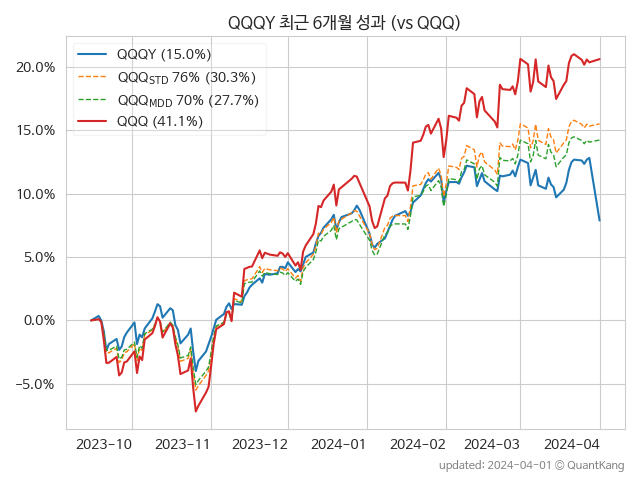 QQQY 최근 6개월 성과 (vs QQQ)
QQQY (15.0%)
QQQSTD 76% (30.3%)
QQQMDD 70% (27.7%)
QQQ (41.1%)
20.0%
15.0%
10.0%
5.0%
0.0%
−5.0%
2023-10 2023-11 2023-12 2024-01 2024-02 2024-03 2024-04
updated: 2024-04-01 © QuantKang